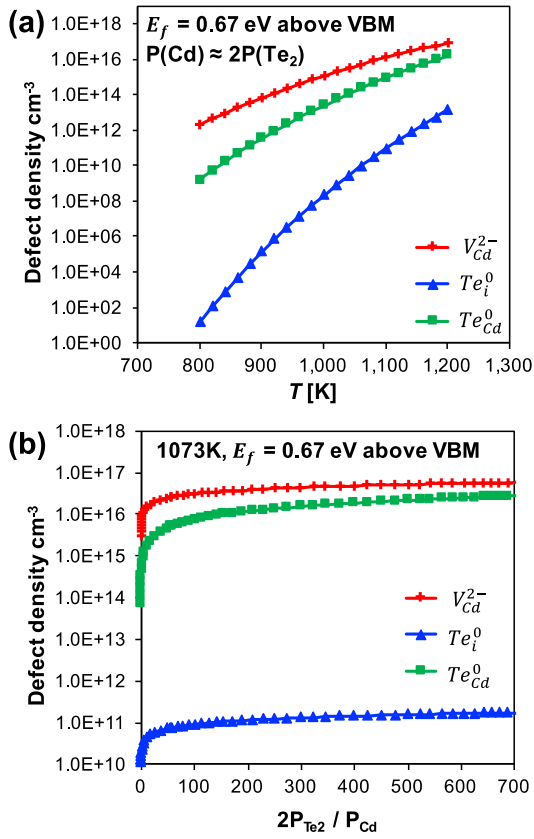 (a)
E_f = 0.67 eV above VBM
P(Cd) ≈ 2P(Te₂)
Defect density cm⁻³
1.0E+18
1.0E+16
1.0E+14
1.0E+12
1.0E+10
1.0E+08
1.0E+06
1.0E+04
1.0E+02
1.0E+00
V_Cd^2−
Te_i^0
Te_Cd^0
700 800 900 1,000 1,100 1,200 1,300
T [K]
(b)
1073K, E_f = 0.67 eV above VBM
Defect density cm⁻³
1.0E+18
1.0E+17
1.0E+16
1.0E+15
1.0E+14
1.0E+13
1.0E+12
1.0E+11
1.0E+10
V_Cd^2−
Te_i^0
Te_Cd^0
0 100 200 300 400 500 600 700
2P_Te2 / P_Cd